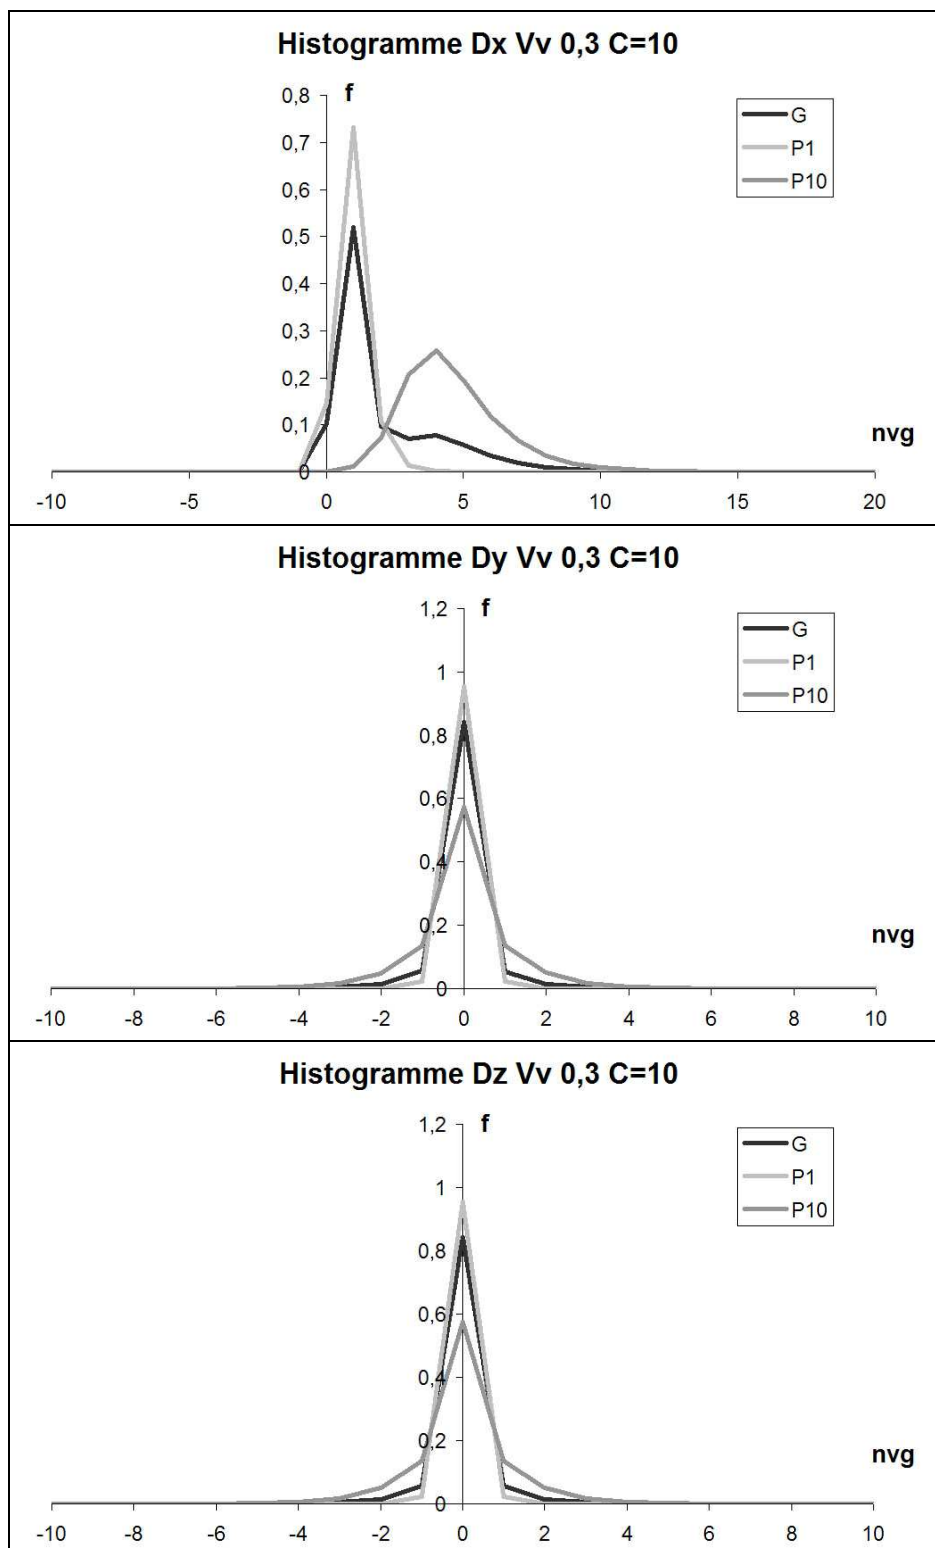 Histogramme Dx Vv 0,3 C=10
f
0,8
0,7
0,6
0,5
0,4
0,3
0,2
0,1
0
G
P1
P10
nvg
-10 -5 0 5 10 15 20
Histogramme Dy Vv 0,3 C=10
f
1,2
1
0,8
0,6
0,4
0,2
0
G
P1
P10
nvg
-10 -8 -6 -4 -2 0 2 4 6 8 10
Histogramme Dz Vv 0,3 C=10
f
1,2
1
0,8
0,6
0,4
0,2
0
G
P1
P10
nvg
-10 -8 -6 -4 -2 0 2 4 6 8 10